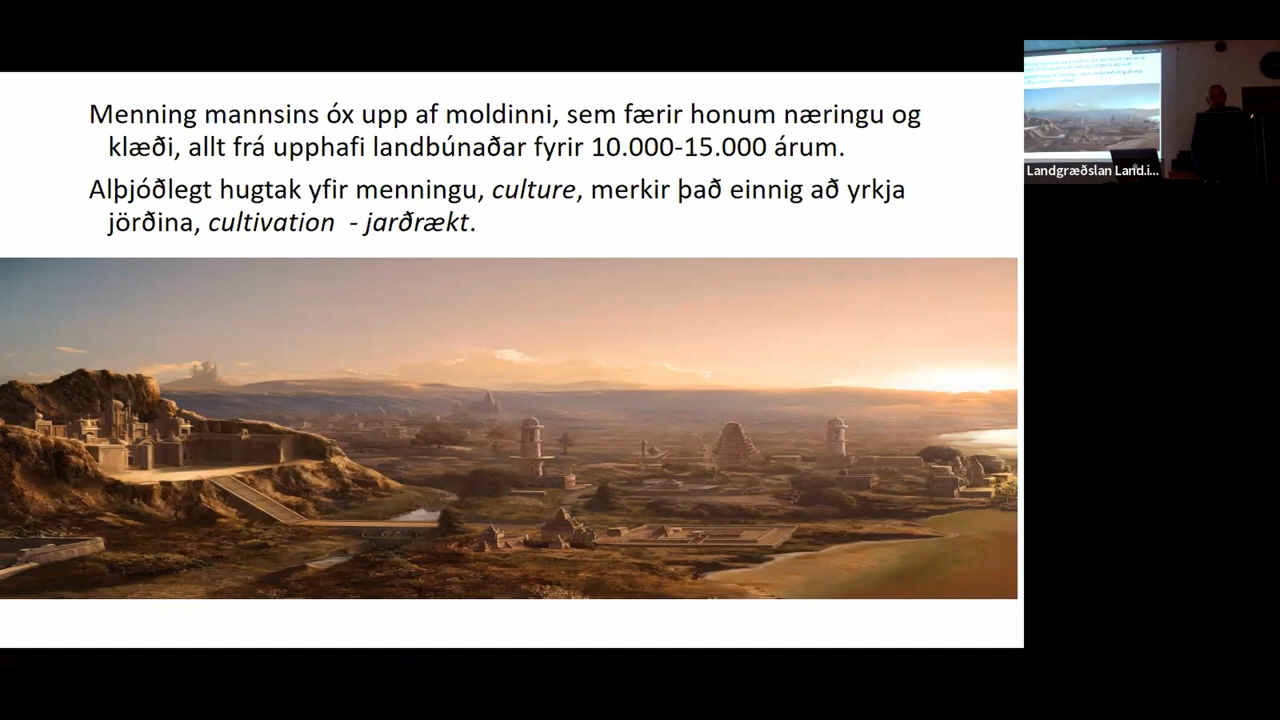 Menning mannsins óx upp af moldinni, sem færir honum næringu og
klæði, allt frá upphafi landbúnaðar fyrir 10.000-15.000 árum.
Alþjóðlegt hugtak yfir menningu, culture, merkir það einnig að yrkja
jörðina, cultivation - jarðrækt.
Landgræðslan Land.i...